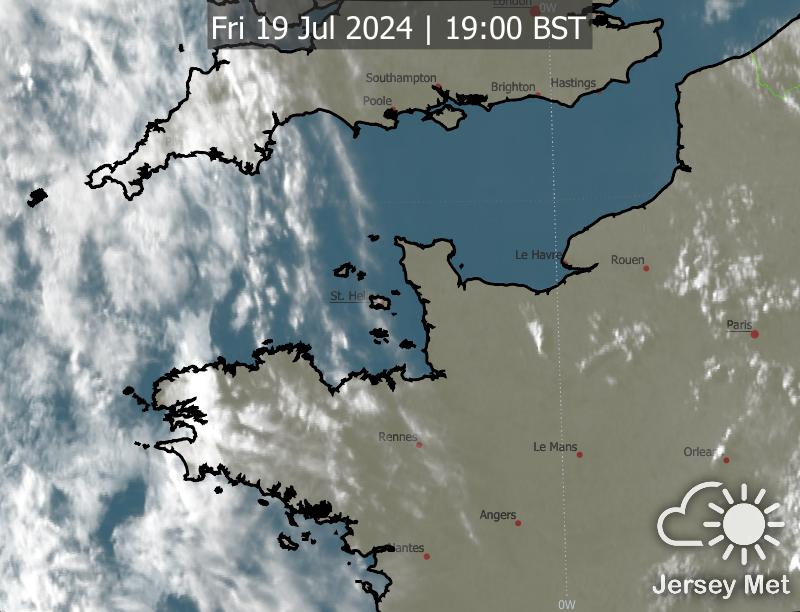 London
0W
Fri 19 Jul 2024 | 19:00 BST
Southampton
Poole
Brighton
Hastings
Le Havre
Rouen
St. Hel
Paris
Rennes
Le Mans
Orlea
Angers
Nantes
Jersey Met
0W